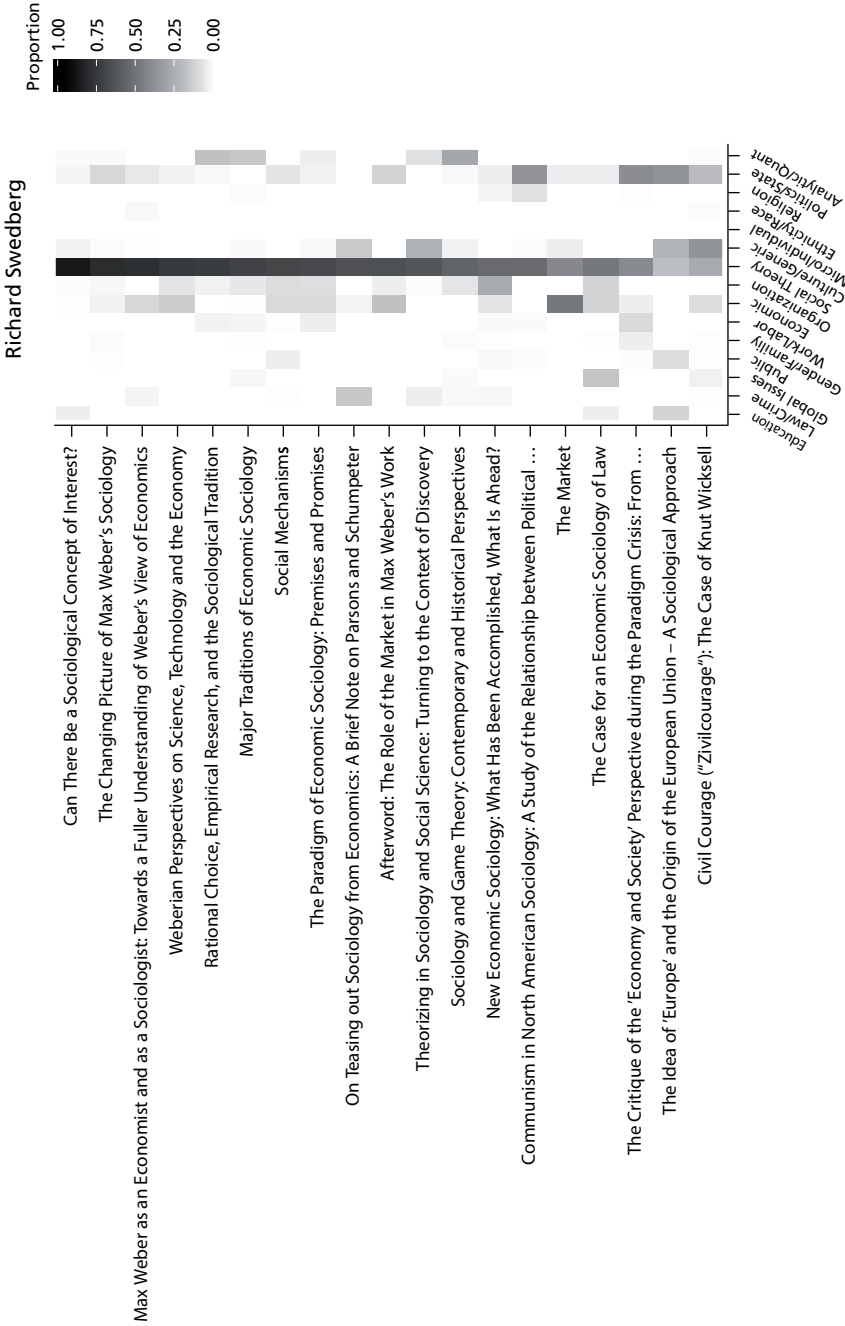 Richard Swedberg
Can There Be a Sociological Concept of Interest?
The Changing Picture of Max Weber’s Sociology
Max Weber as an Economist and as a Sociologist: Towards a Fuller Understanding of Weber’s View of Economics
Weberian Perspectives on Science, Technology and the Economy
Rational Choice, Empirical Research, and the Sociological Tradition
Major Traditions of Economic Sociology
Social Mechanisms
The Paradigm of Economic Sociology: Premises and Promises
On Teasing out Sociology from Economics: A Brief Note on Parsons and Schumpeter
Afterword: The Role of the Market in Max Weber’s Work
Theorizing in Sociology and Social Science: Turning to the Context of Discovery
Sociology and Game Theory: Contemporary and Historical Perspectives
New Economic Sociology: What Has Been Accomplished, What Is Ahead?
Communism in North American Sociology: A Study of the Relationship between Political ...
The Market
The Case for an Economic Sociology of Law
The Critique of the ‘Economy and Society’ Perspective during the Paradigm Crisis: From ...
The Idea of ‘Europe’ and the Origin of the European Union – A Sociological Approach
Civil Courage (“Zivilcourage”): The Case of Knut Wicksell
Education
Law/Crime
Global Issues
Public
Gender/Familiy
Work/Labor
Economic
Organization
Social Theory
Culture/Generic
Micro/Individual
Ethnicity/Race
Religion
Politics/State
Analytic/Quant
Proportion
1.00
0.75
0.50
0.25
0.00